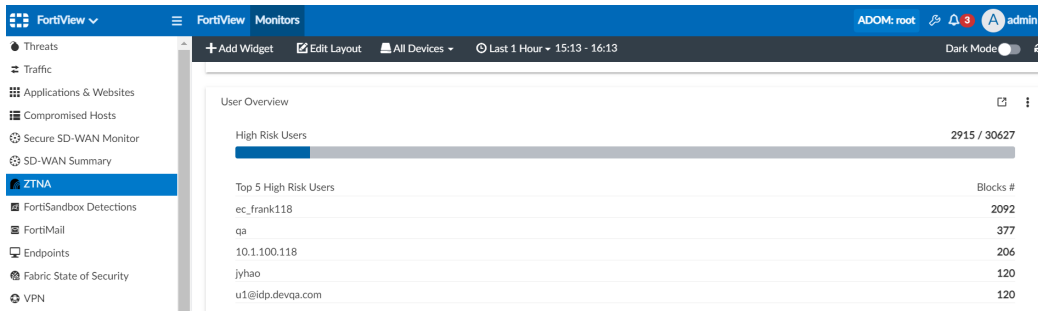 FortiView
FortiView Monitors
ADOM: root 3 A admin
Threats
Traffic
Applications & Websites
Compromised Hosts
Secure SD-WAN Monitor
SD-WAN Summary
ZTNA
FortiSandbox Detections
FortiMail
Endpoints
Fabric State of Security
VPN
+ Add Widget Edit Layout All Devices Last 1 Hour 15:13 - 16:13 Dark Mode
User Overview
High Risk Users 2915 / 30627
Top 5 High Risk Users Blocks #
ec_frank118 2092
qa 377
10.1.100.118 206
jyhao 120
u1@idp.devqa.com 120